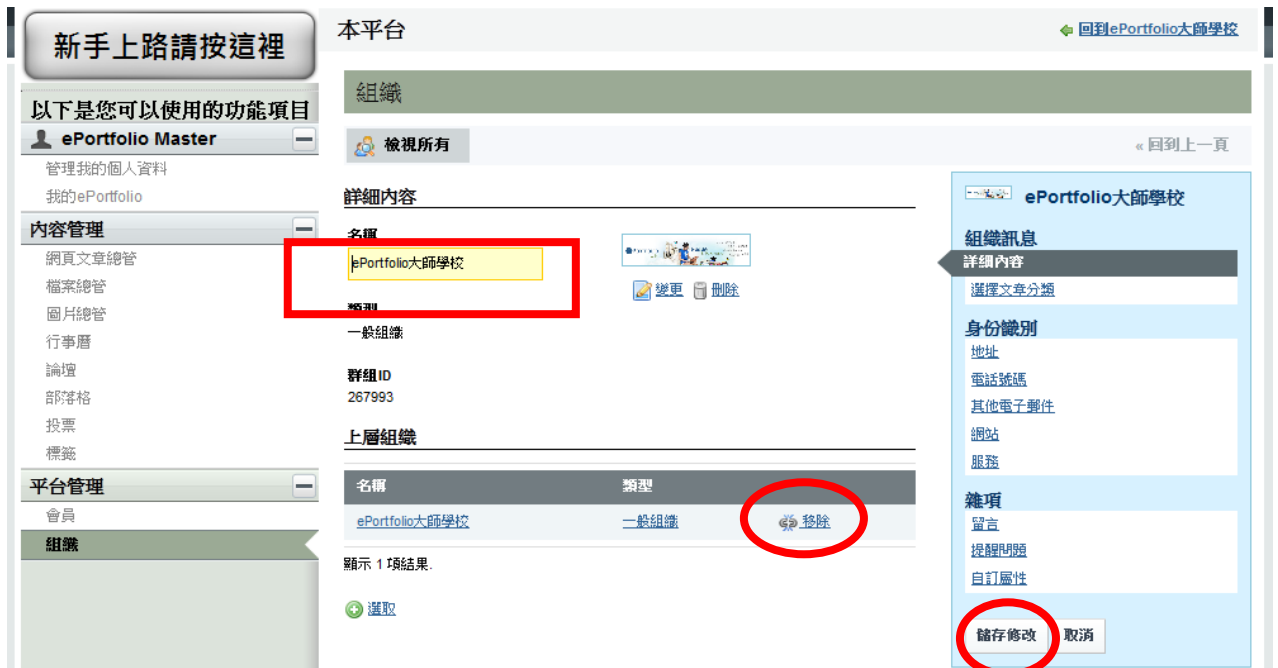 新手上路請按這裡
以下是您可以使用的功能項目
ePortfolio Master
管理我的個人資料
我的ePortfolio
內容管理
網頁文章總管
檔案總管
圖片總管
行事曆
論壇
部落格
投票
標籤
平台管理
會員
組織
本平台
回到ePortfolio大師學校
組織
檢視所有
« 回到上一頁
詳細內容
名稱
ePortfolio大師學校
變更 刪除
類型
一般組織
群組ID
267993
上層組織
名稱 類型
ePortfolio大師學校 一般組織 移除
顯示 1 項結果.
選取
ePortfolio大師學校
組織訊息
詳細內容
選擇文章分類
身份識別
地址
電話號碼
其他電子郵件
網站
服務
雜項
留言
提醒問題
自訂屬性
儲存修改 取消